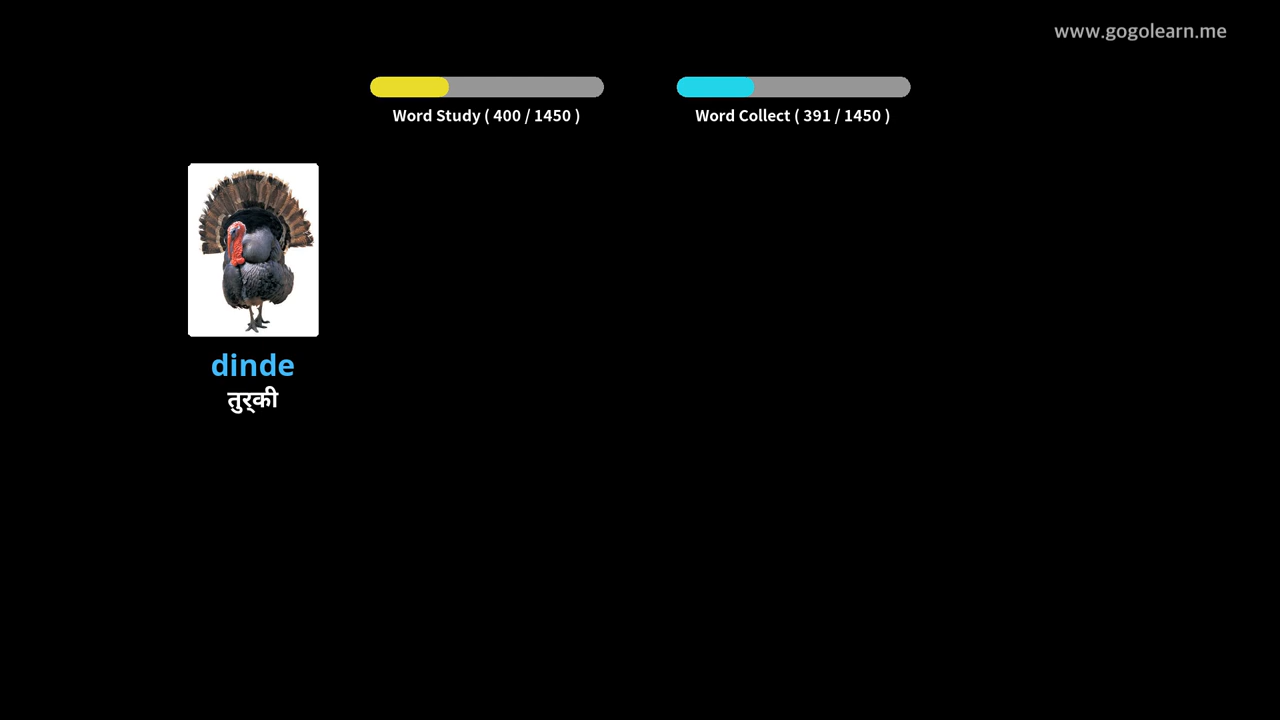 www.gogolearn.me
Word Study ( 400 / 1450 )
Word Collect ( 391 / 1450 )
dinde
तुर्की